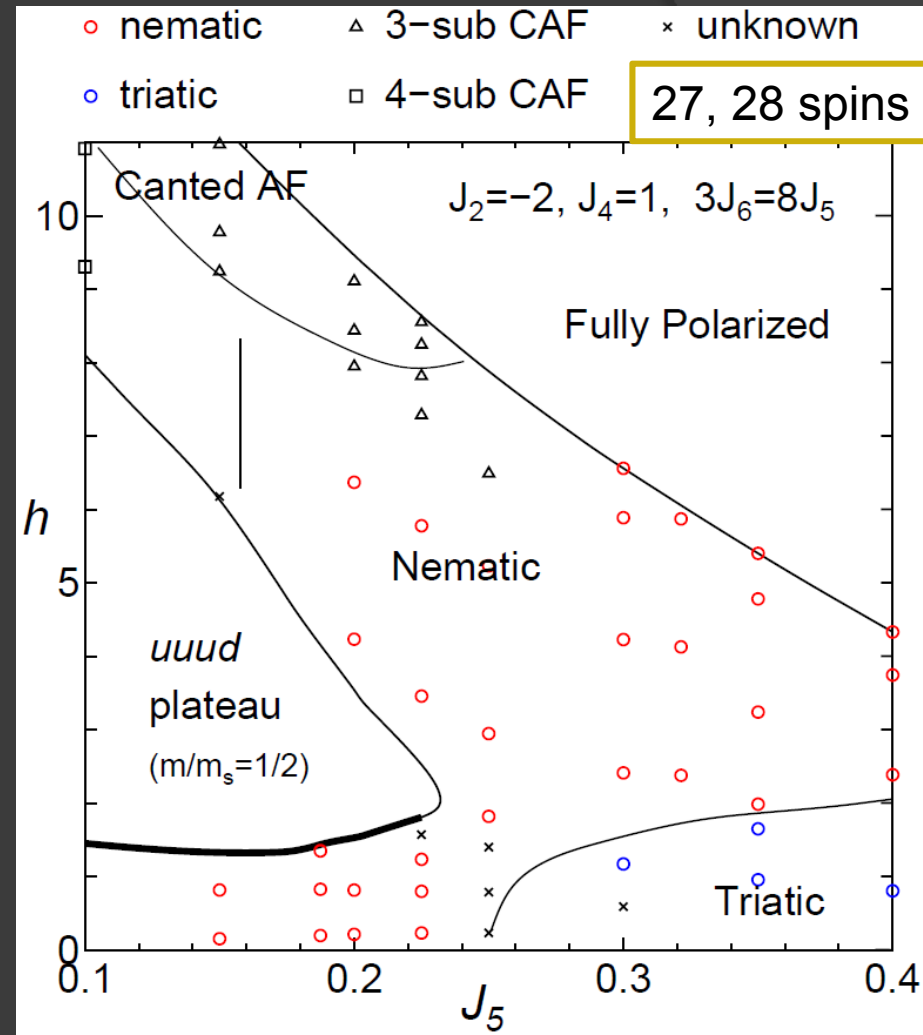 nematic 3−sub CAF unknown
triatic 4−sub CAF 27, 28 spins
Canted AF
J₂=−2, J₄=1, 3J₆=8J₅
10
Fully Polarized
h
5
Nematic
uuud
plateau
(m/mₛ=1/2)
Triatic
0
0.1 0.2 0.3 0.4
J₅